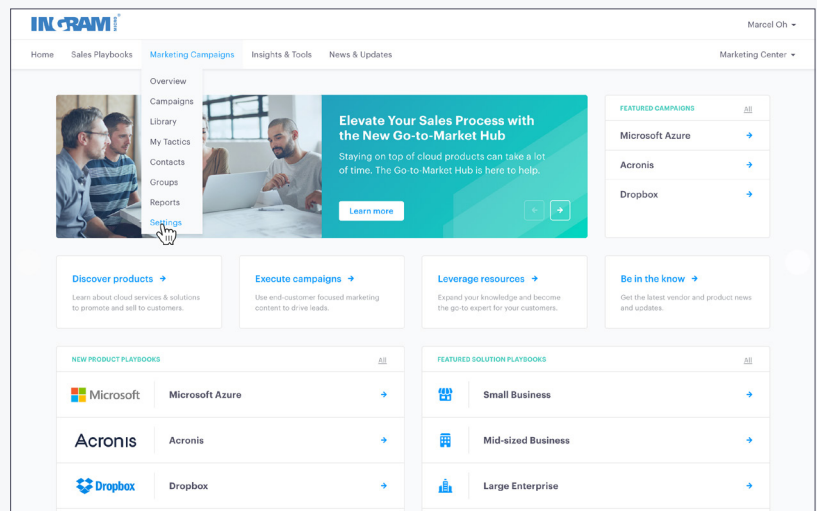 INGRAM MICRO
Marcel Oh
Home Sales Playbooks Marketing Campaigns Insights & Tools News & Updates Marketing Center
Overview
Campaigns
Library
My Tactics
Contacts
Groups
Reports
Settings
Elevate Your Sales Process with
the New Go-to-Market Hub
Staying on top of cloud products can take a lot
of time. The Go-to-Market Hub is here to help.
Learn more
FEATURED CAMPAIGNS All
Microsoft Azure
Acronis
Dropbox
Discover products
Learn about cloud services & solutions
to promote and sell to customers.
Execute campaigns
Use end-customer focused marketing
content to drive leads.
Leverage resources
Expand your knowledge and become
the go-to expert for your customers.
Be in the know
Get the latest vendor and product news
and updates.
NEW PRODUCT PLAYBOOKS All
Microsoft Microsoft Azure
Acronis Acronis
Dropbox Dropbox
FEATURED SOLUTION PLAYBOOKS All
Small Business
Mid-sized Business
Large Enterprise